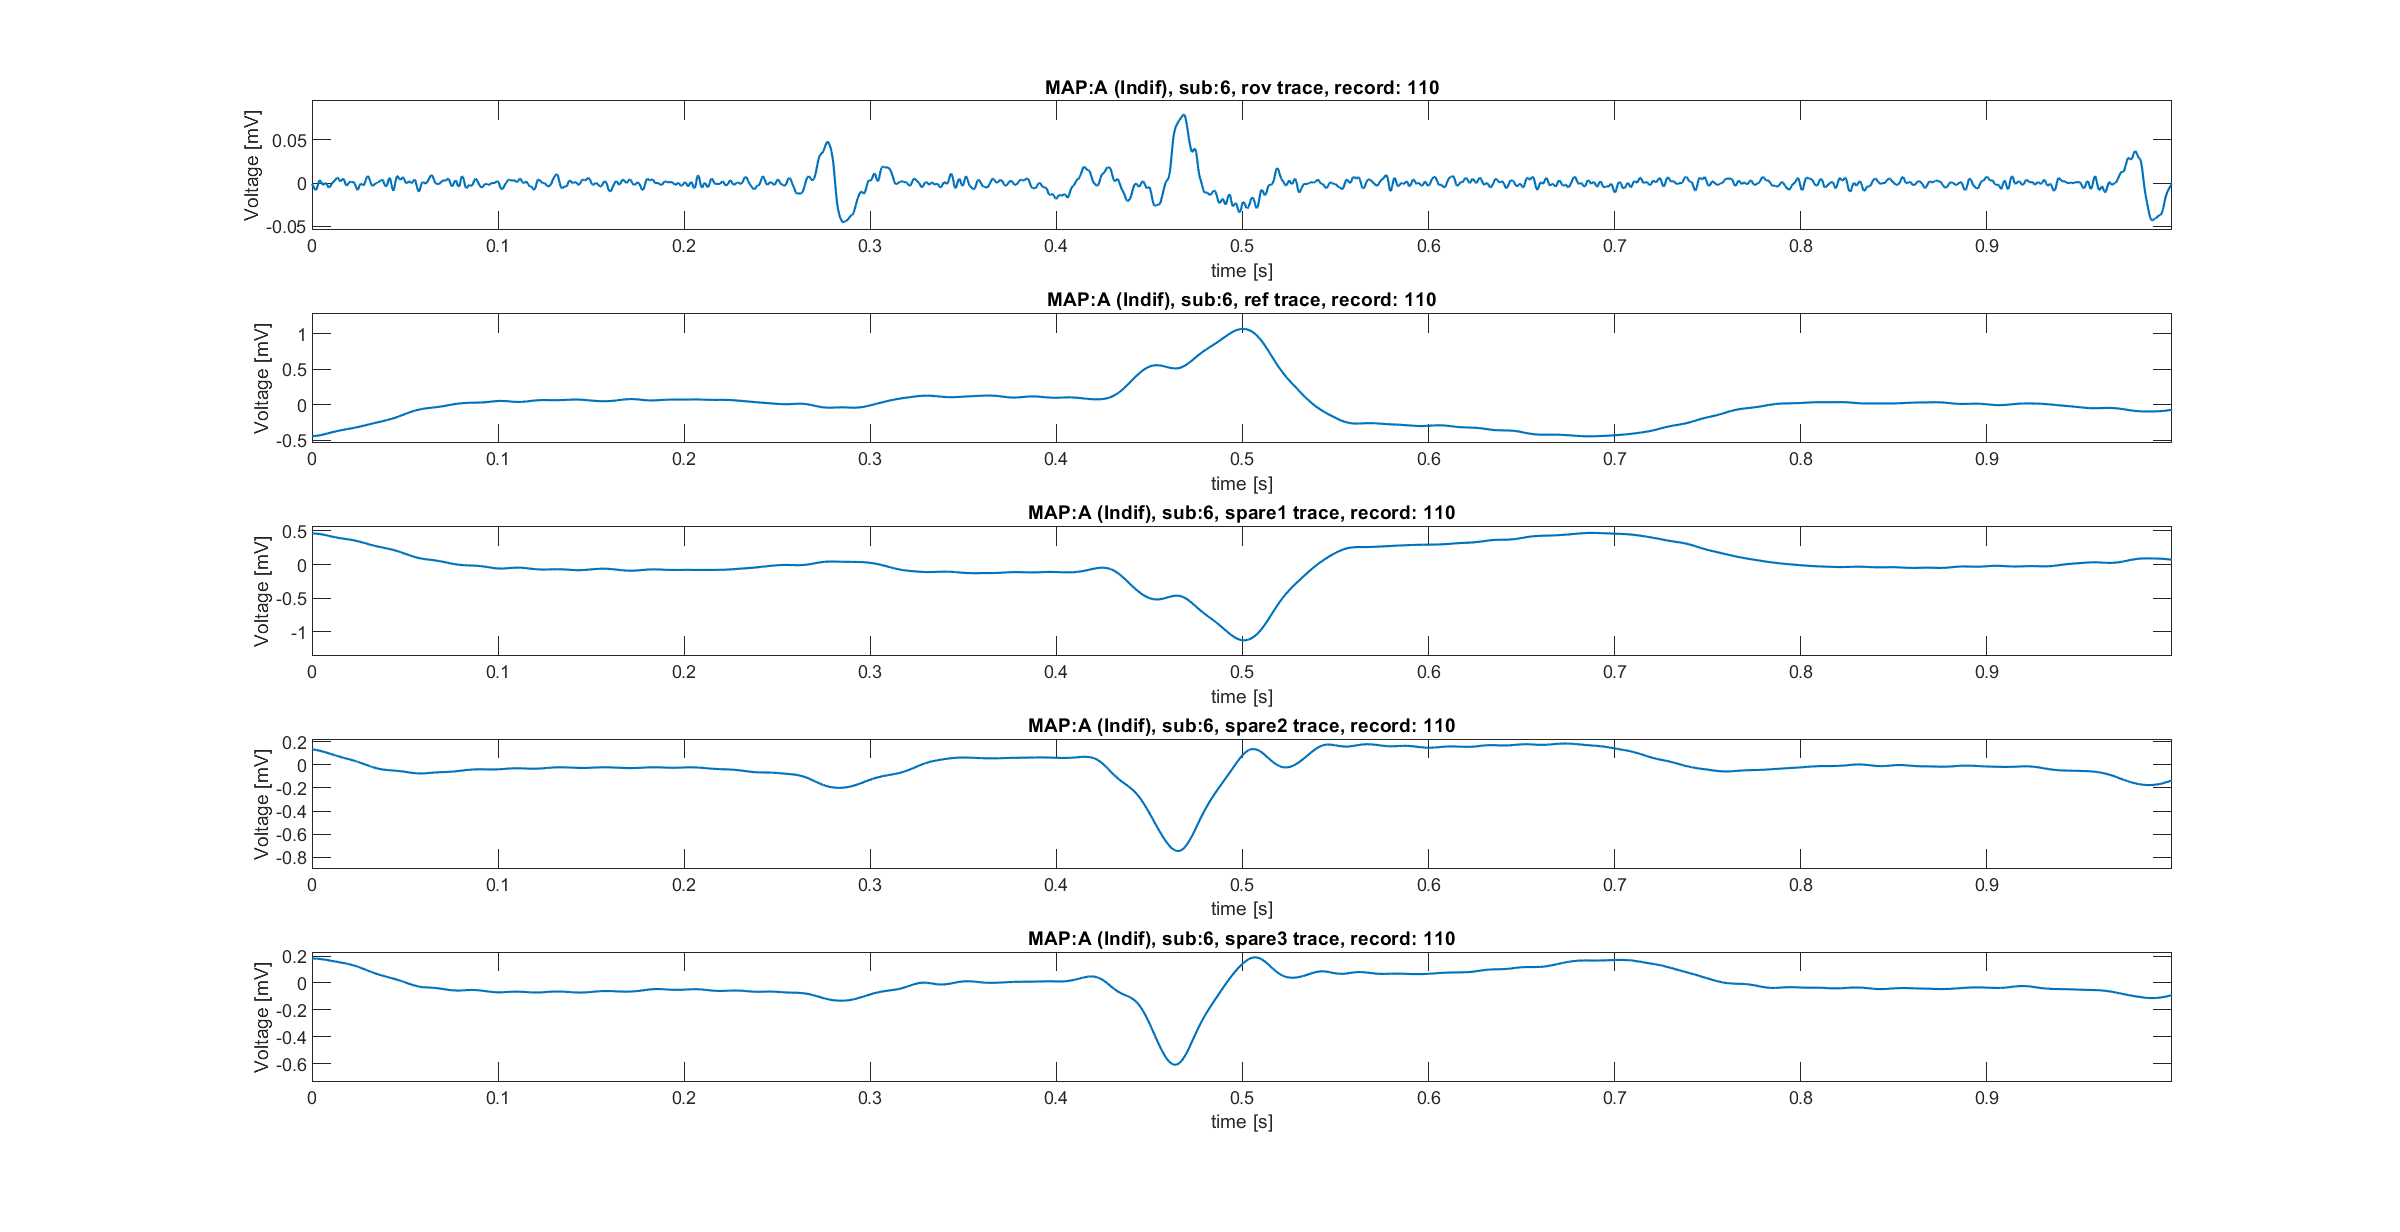 MAP:A (Indif), sub:6, rov trace, record: 110
Voltage [mV]
0.05
0
-0.05
0 0.1 0.2 0.3 0.4 0.5 0.6 0.7 0.8 0.9
time [s]
MAP:A (Indif), sub:6, ref trace, record: 110
Voltage [mV]
1
0.5
0
-0.5
0 0.1 0.2 0.3 0.4 0.5 0.6 0.7 0.8 0.9
time [s]
MAP:A (Indif), sub:6, spare1 trace, record: 110
Voltage [mV]
0.5
0
-0.5
-1
0 0.1 0.2 0.3 0.4 0.5 0.6 0.7 0.8 0.9
time [s]
MAP:A (Indif), sub:6, spare2 trace, record: 110
Voltage [mV]
0.2
0
-0.2
-0.4
-0.6
-0.8
0 0.1 0.2 0.3 0.4 0.5 0.6 0.7 0.8 0.9
time [s]
MAP:A (Indif), sub:6, spare3 trace, record: 110
Voltage [mV]
0.2
0
-0.2
-0.4
-0.6
0 0.1 0.2 0.3 0.4 0.5 0.6 0.7 0.8 0.9
time [s]